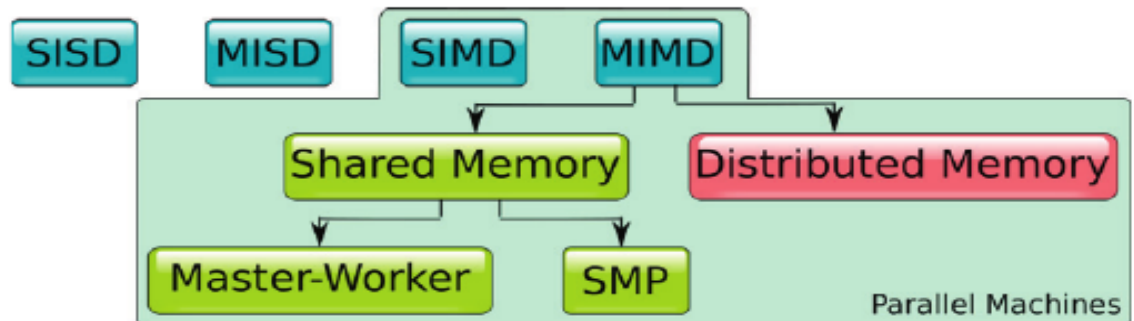 SISD
MISD
SIMD
MIMD
Shared Memory
Distributed Memory
Master-Worker
SMP
Parallel Machines